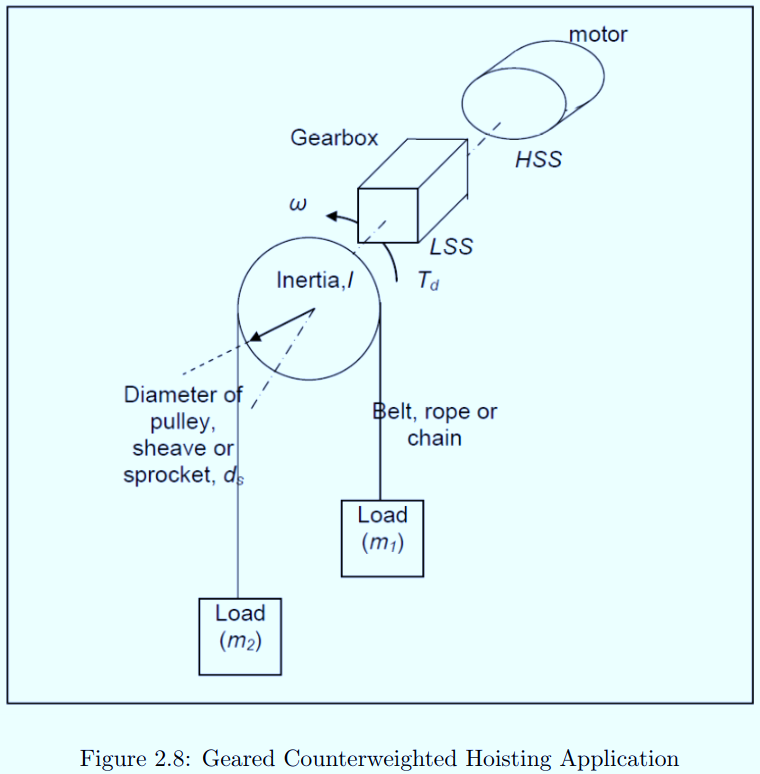 motor
Gearbox
HSS
ω
LSS
Inertia,I
Td
Diameter of
pulley,
sheave or
sprocket, ds
Belt, rope or
chain
Load
(m1)
Load
(m2)
Figure 2.8: Geared Counterweighted Hoisting Application